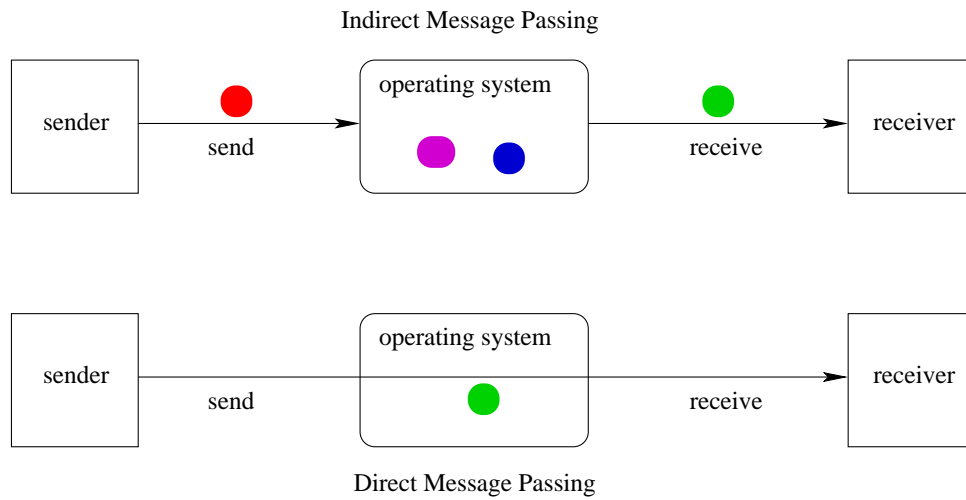 Indirect Message Passing
operating system
sender
send
receive
receiver
operating system
sender
send
receive
receiver
Direct Message Passing